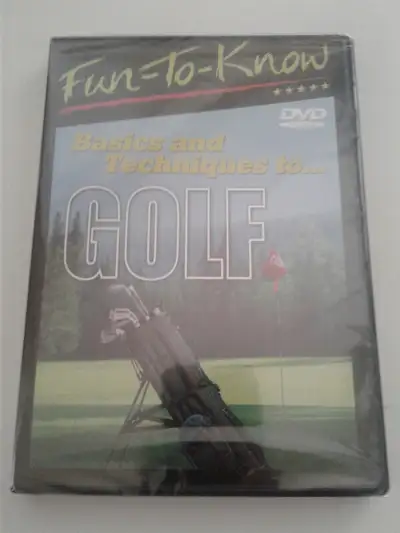 Fun-To-Know
DVD
Basics and
Techniques to...
GOLF